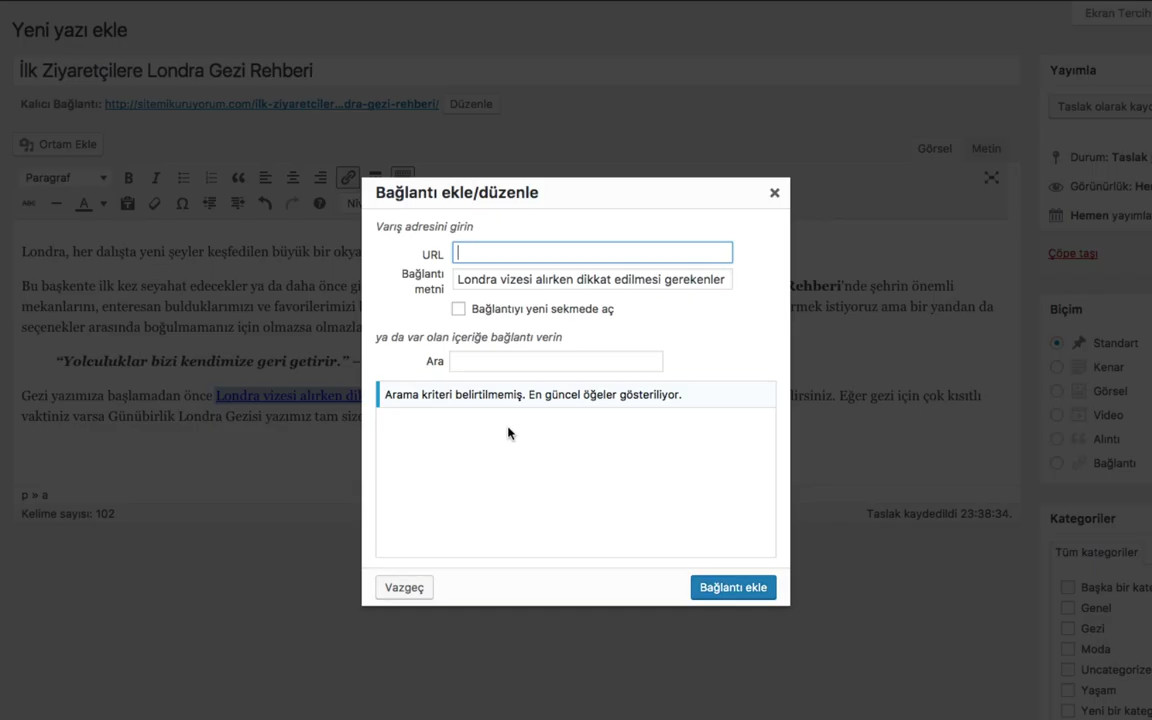 Yeni yazı ekle
Ekran Tercih
İlk Ziyaretçilere Londra Gezi Rehberi
Kalıcı Bağlantı: http://sitemikuruyorum.com/ilk-ziyaretciler...dra-gezi-rehberi/ Düzenle
Ortam Ekle
Görsel Metin
Paragraf
ABC
Bağlantı ekle/düzenle
Varış adresini girin
URL
Bağlantı metni
Londra vizesi alırken dikkat edilmesi gerekenler
Bağlantıyı yeni sekmede aç
ya da var olan içeriğe bağlantı verin
Ara
Arama kriteri belirtilmemiş. En güncel öğeler gösteriliyor.
Vazgeç
Bağlantı ekle
Londra, her dalışta yeni şeyler keşfedilen büyük bir okya
Bu başkente ilk kez seyahat edecekler ya da daha önce gi Rehberi'nde şehrin önemli
mekanlarını, enteresan bulduklarımızı ve favorilerimizi rmek istiyoruz ama bir yandan da
seçenekler arasında boğulmamanız için olmazsa olmazla
“Yolculuklar bizi kendimize geri getirir.” –
Gezi yazımıza başlamadan önce Londra vizesi alırken dik dirsiniz. Eğer gezi için çok kısıtlı
vaktiniz varsa Günübirlik Londra Gezisi yazımız tam size
p » a
Kelime sayısı: 102
Taslak kaydedildi 23:38:34.
Yayımla
Taslak olarak kayd
Durum: Taslak
Görünürlük: He
Hemen yayımla
Çöpe taşı
Biçim
Standart
Kenar
Görsel
Video
Alıntı
Bağlantı
Kategoriler
Tüm kategoriler
Başka bir kate
Genel
Gezi
Moda
Uncategorize
Yaşam
Yeni bir kateg